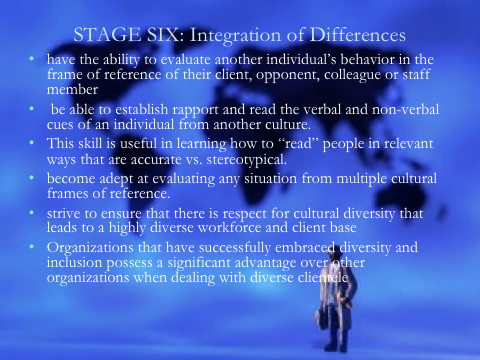 STAGE SIX: Integration of Differences
• have the ability to evaluate another individual's behavior in the
frame of reference of their client, opponent, colleague or staff
member
• be able to establish rapport and read the verbal and non-verbal
cues of an individual from another culture.
• This skill is useful in learning how to “read” people in relevant
ways that are accurate vs. stereotypical.
• become adept at evaluating any situation from multiple cultural
frames of reference.
• strive to ensure that there is respect for cultural diversity that
leads to a highly diverse workforce and client base
• Organizations that have successfully embraced diversity and
inclusion possess a significant advantage over other
organizations when dealing with diverse clientele